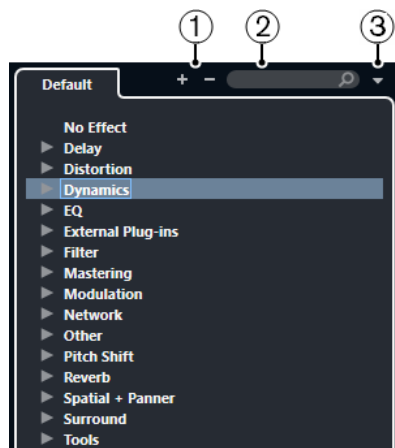 1 2 3
Default + −
No Effect
Delay
Distortion
Dynamics
EQ
External Plug-ins
Filter
Mastering
Modulation
Network
Other
Pitch Shift
Reverb
Spatial + Panner
Surround
Tools